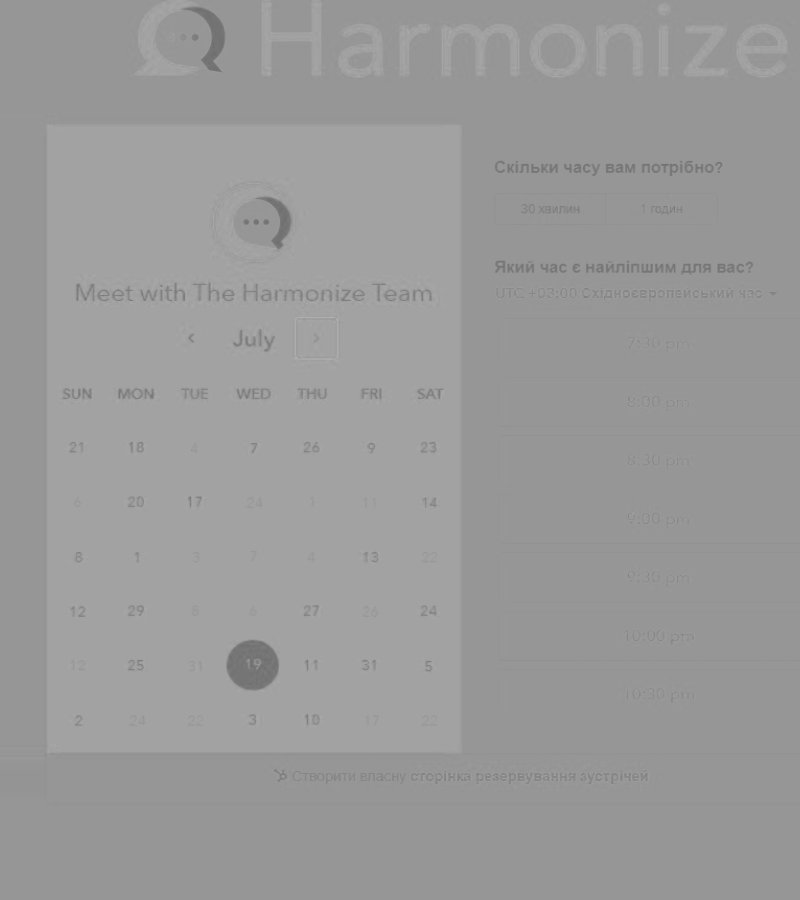 Harmonize
Meet with The Harmonize Team
July
SUN MON TUE WED THU FRI SAT
21 18 4 7 26 9 23
6 20 17 24 1 11 14
8 1 3 7 4 13 22
12 29 8 6 27 26 24
12 25 31 19 11 31 5
2 24 22 3 10 17 22
Скільки часу вам потрібно?
30 хвилин 1 годин
Який час є найліпшим для вас?
UTC +03:00 Східноєвропейський час
7:30 pm
8:00 pm
8:30 pm
9:00 pm
9:30 pm
10:00 pm
10:30 pm
Створити власну сторінка резервування зустрічей